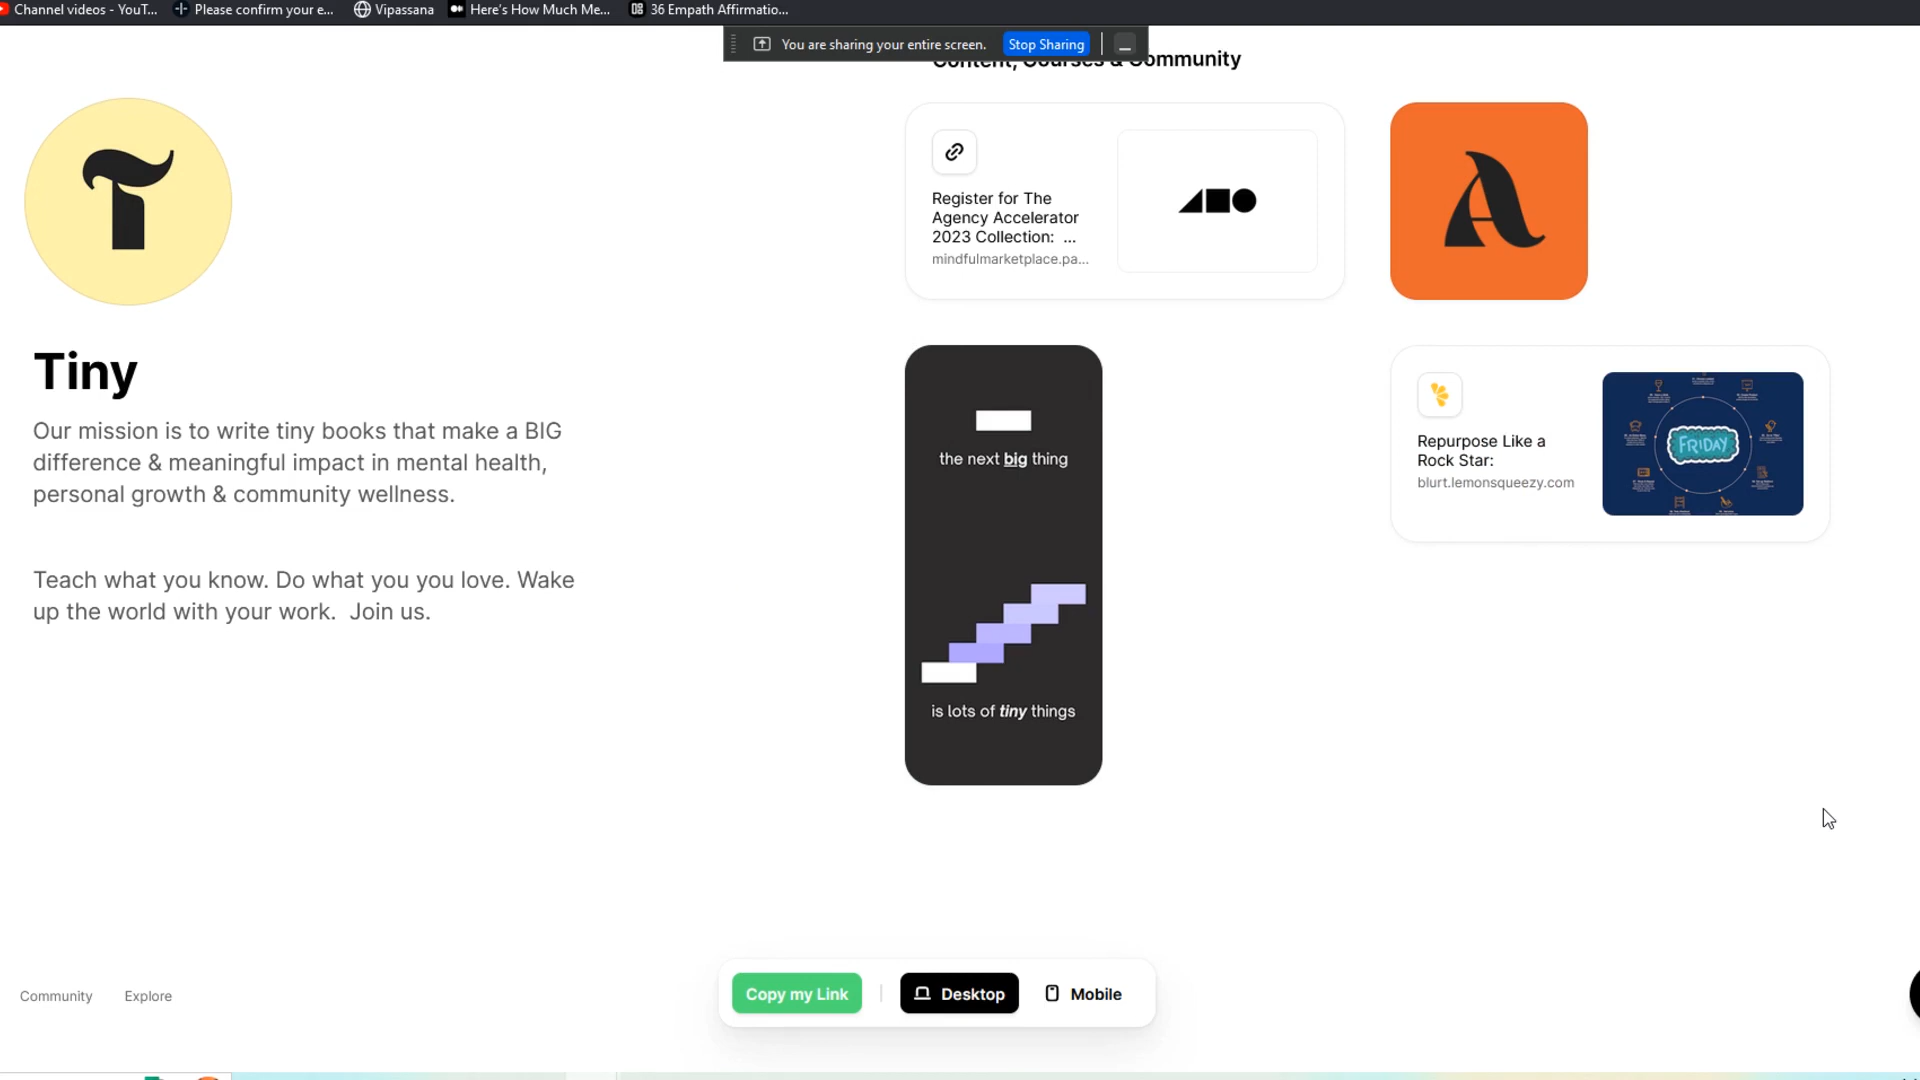 Channel videos - YouT...
Please confirm your e...
Vipassana
Here's How Much Me...
36 Empath Affirmatio...
You are sharing your entire screen.
Stop Sharing
Content, Courses & Community
Register for The
Agency Accelerator
2023 Collection: ...
mindfulmarketplace.pa...
Tiny
Our mission is to write tiny books that make a BIG
difference & meaningful impact in mental health,
personal growth & community wellness.
Teach what you know. Do what you you love. Wake
up the world with your work. Join us.
the next big thing
is lots of tiny things
Repurpose Like a
Rock Star:
blurt.lemonsqueezy.com
FRIDAY
Community
Explore
Copy my Link
Desktop
Mobile